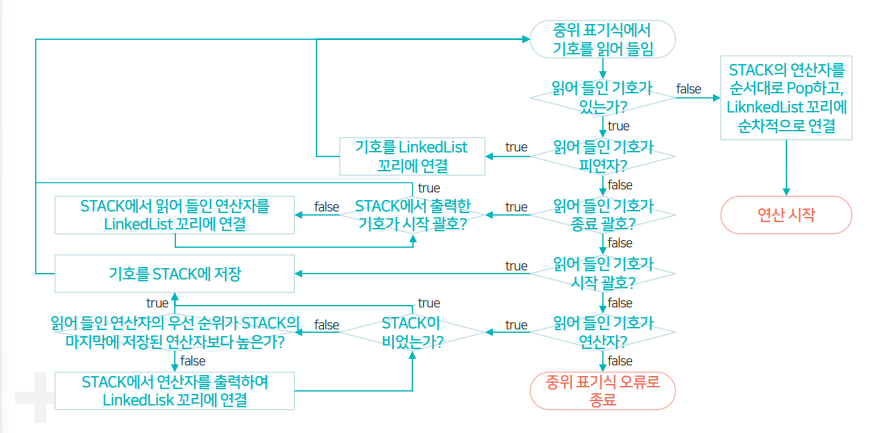 중위 표기식에서
기호를 읽어 들임
읽어 들인 기호가
있는가?
false
STACK의 연산자를
순서대로 Pop하고,
LiknkedList 꼬리에
순차적으로 연결
true
기호를 LinkedList
꼬리에 연결
true
읽어 들인 기호가
피연자?
true
false
STACK에서 읽어 들인 연산자를
LinkedList 꼬리에 연결
false
STACK에서 출력한
기호가 시작 괄호?
true
읽어 들인 기호가
종료 괄호?
연산 시작
false
기호를 STACK에 저장
true
읽어 들인 기호가
시작 괄호?
true
true
false
읽어 들인 연산자의 우선 순위가 STACK의
마지막에 저장된 연산자보다 높은가?
false
STACK이
비었는가?
true
읽어 들인 기호가
연산자?
false
false
STACK에서 연산자를 출력하여
LinkedLisk 꼬리에 연결
중위 표기식 오류로
종료